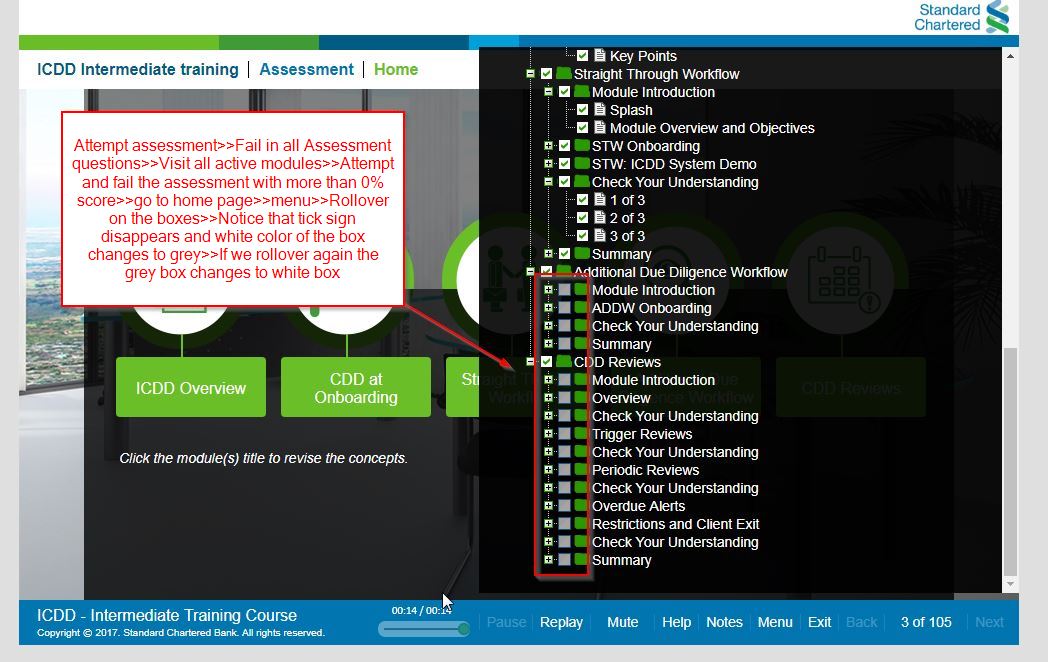 Standard
Chartered
ICDD Intermediate training | Assessment | Home
Attempt assessment>>Fail in all Assessment
questions>>Visit all active modules>>Attempt
and fail the assessment with more than 0%
score>>go to home page>>menu>>Rollover
on the boxes>>Notice that tick sign
disappears and white color of the box
changes to grey>>If we rollover again the
grey box changes to white box
Key Points
Straight Through Workflow
Module Introduction
Splash
Module Overview and Objectives
STW Onboarding
STW: ICDD System Demo
Check Your Understanding
1 of 3
2 of 3
3 of 3
Summary
Additional Due Diligence Workflow
Module Introduction
ADDW Onboarding
Check Your Understanding
Summary
CDD Reviews
Module Introduction
Overview
Check Your Understanding
Trigger Reviews
Check Your Understanding
Periodic Reviews
Check Your Understanding
Overdue Alerts
Restrictions and Client Exit
Check Your Understanding
Summary
ICDD Overview
CDD at
Onboarding
Straight T
Workfl
Due
Diligence Workflow
CDD Reviews
Click the module(s) title to revise the concepts.
ICDD - Intermediate Training Course
Copyright © 2017. Standard Chartered Bank. All rights reserved.
00:14 / 00:14
Pause
Replay
Mute
Help
Notes
Menu
Exit
Back
3 of 105
Next